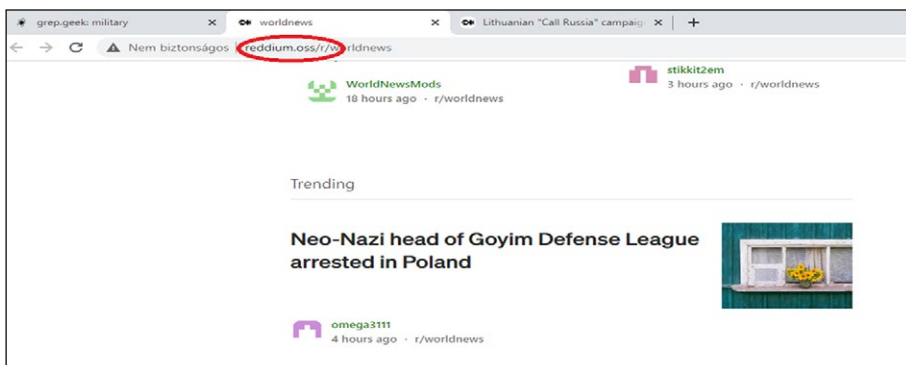 grep.geek: military
worldnews
Lithuanian "Call Russia" campaig
Nem biztonságos | reddium.oss/r/worldnews
WorldNewsMods
18 hours ago · r/worldnews
stikkit2em
3 hours ago · r/worldnews
Trending
Neo-Nazi head of Goyim Defense League
arrested in Poland
omega3111
4 hours ago · r/worldnews